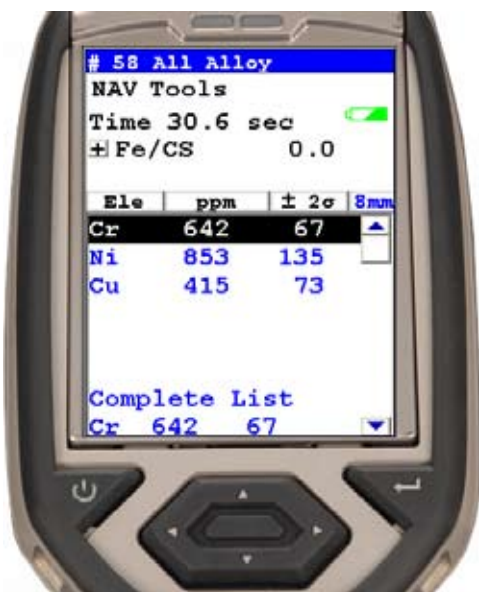 # 58 All Alloy
NAV Tools
Time 30.6 sec
+ Fe/CS 0.0
Ele ppm ± 2σ 8mm
Cr 642 67
Ni 853 135
Cu 415 73
Complete List
Cr 642 67